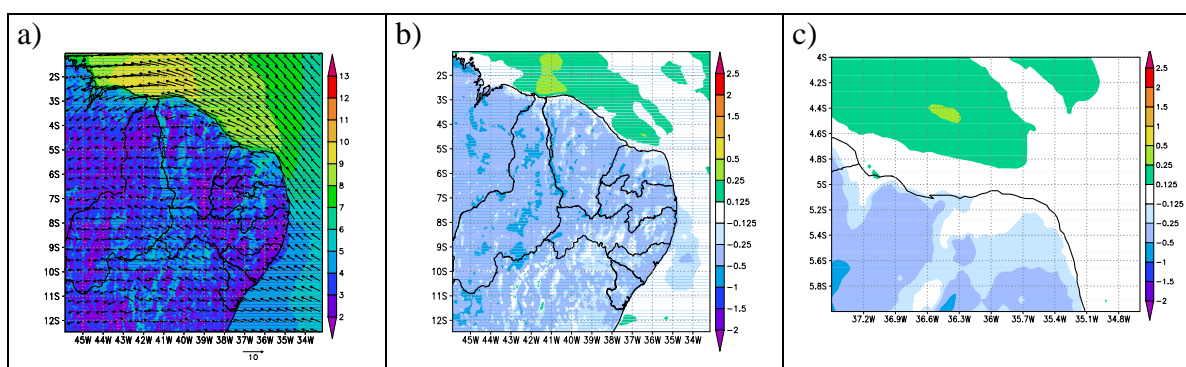 a)
2S
3S
4S
5S
6S
7S
8S
9S
10S
11S
12S
45W 44W 43W 42W 41W 40W 39W 38W 37W 36W 35W 34W
13
12
11
10
9
8
7
6
5
4
3
2
10
b)
2S
3S
4S
5S
6S
7S
8S
9S
10S
11S
12S
45W 44W 43W 42W 41W 40W 39W 38W 37W 36W 35W 34W
2.5
2
1.5
1
0.5
0.25
0.125
−0.125
−0.25
−0.5
−1
−1.5
−2
c)
4S
4.2S
4.4S
4.6S
4.8S
5S
5.2S
5.4S
5.6S
5.8S
37.2W 36.9W 36.6W 36.3W 36W 35.7W 35.4W 35.1W 34.8W
2.5
2
1.5
1
0.5
0.25
0.125
−0.125
−0.25
−0.5
−1
−1.5
−2